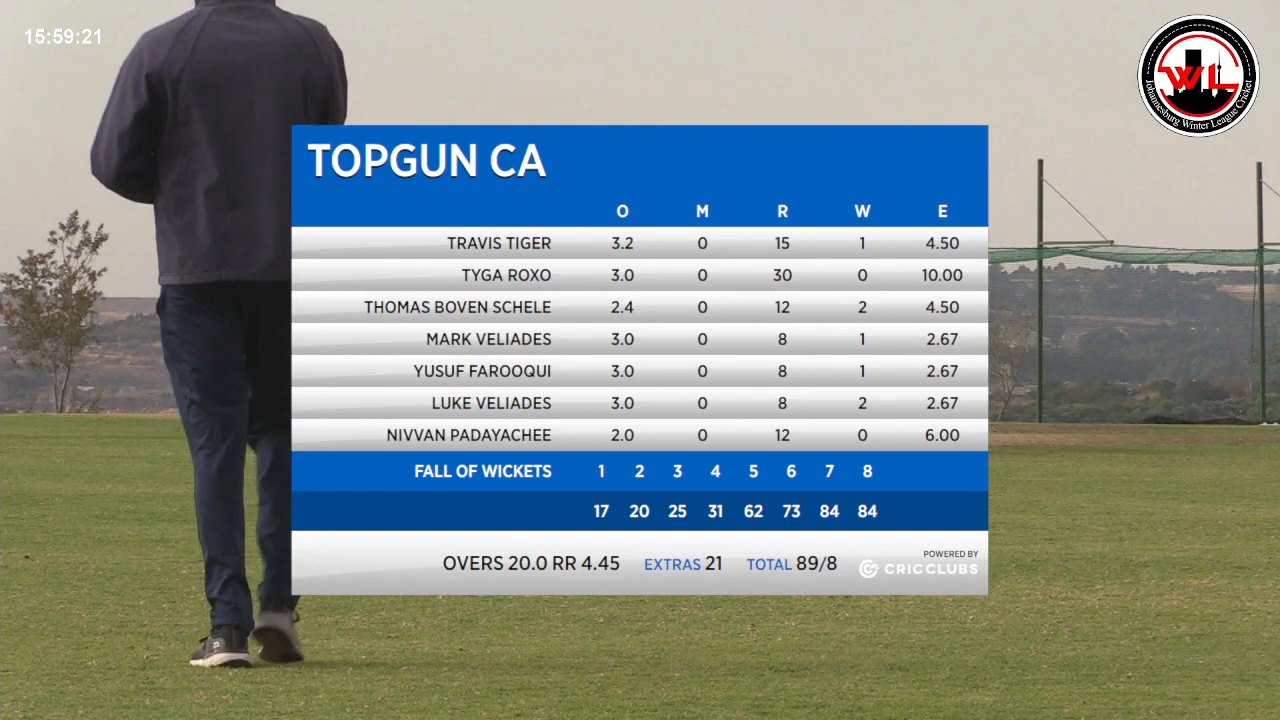 15:59:21
WL
Johannesburg Winter League Cricket
TOPGUN CA
O M R W E
TRAVIS TIGER 3.2 0 15 1 4.50
TYGA ROXO 3.0 0 30 0 10.00
THOMAS BOVEN SCHELE 2.4 0 12 2 4.50
MARK VELIADES 3.0 0 8 1 2.67
YUSUF FAROOQUI 3.0 0 8 1 2.67
LUKE VELIADES 3.0 0 8 2 2.67
NIVVAN PADAYACHEE 2.0 0 12 0 6.00
FALL OF WICKETS 1 2 3 4 5 6 7 8
17 20 25 31 62 73 84 84
OVERS 20.0 RR 4.45 EXTRAS 21 TOTAL 89/8
POWERED BY
CRICCLUBS